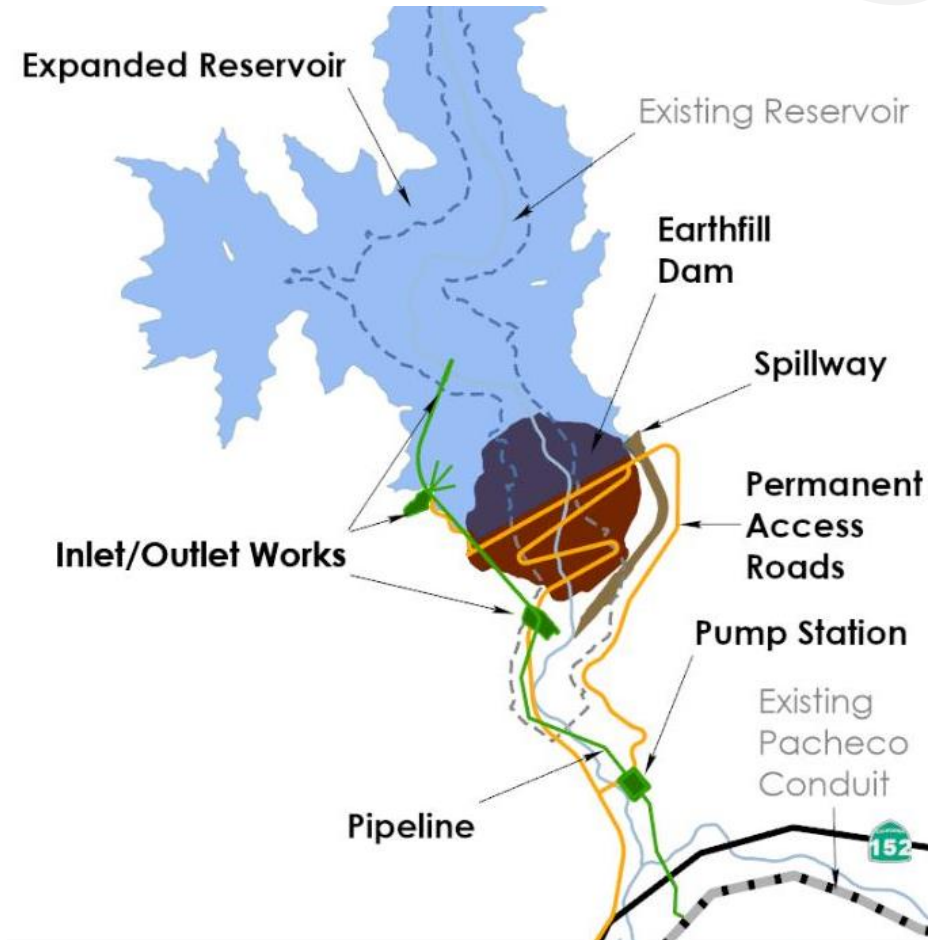 Expanded Reservoir
Existing Reservoir
Earthfill
Dam
Spillway
Permanent
Access
Roads
Inlet/Outlet Works
Pump Station
Existing
Pacheco
Conduit
Pipeline
152